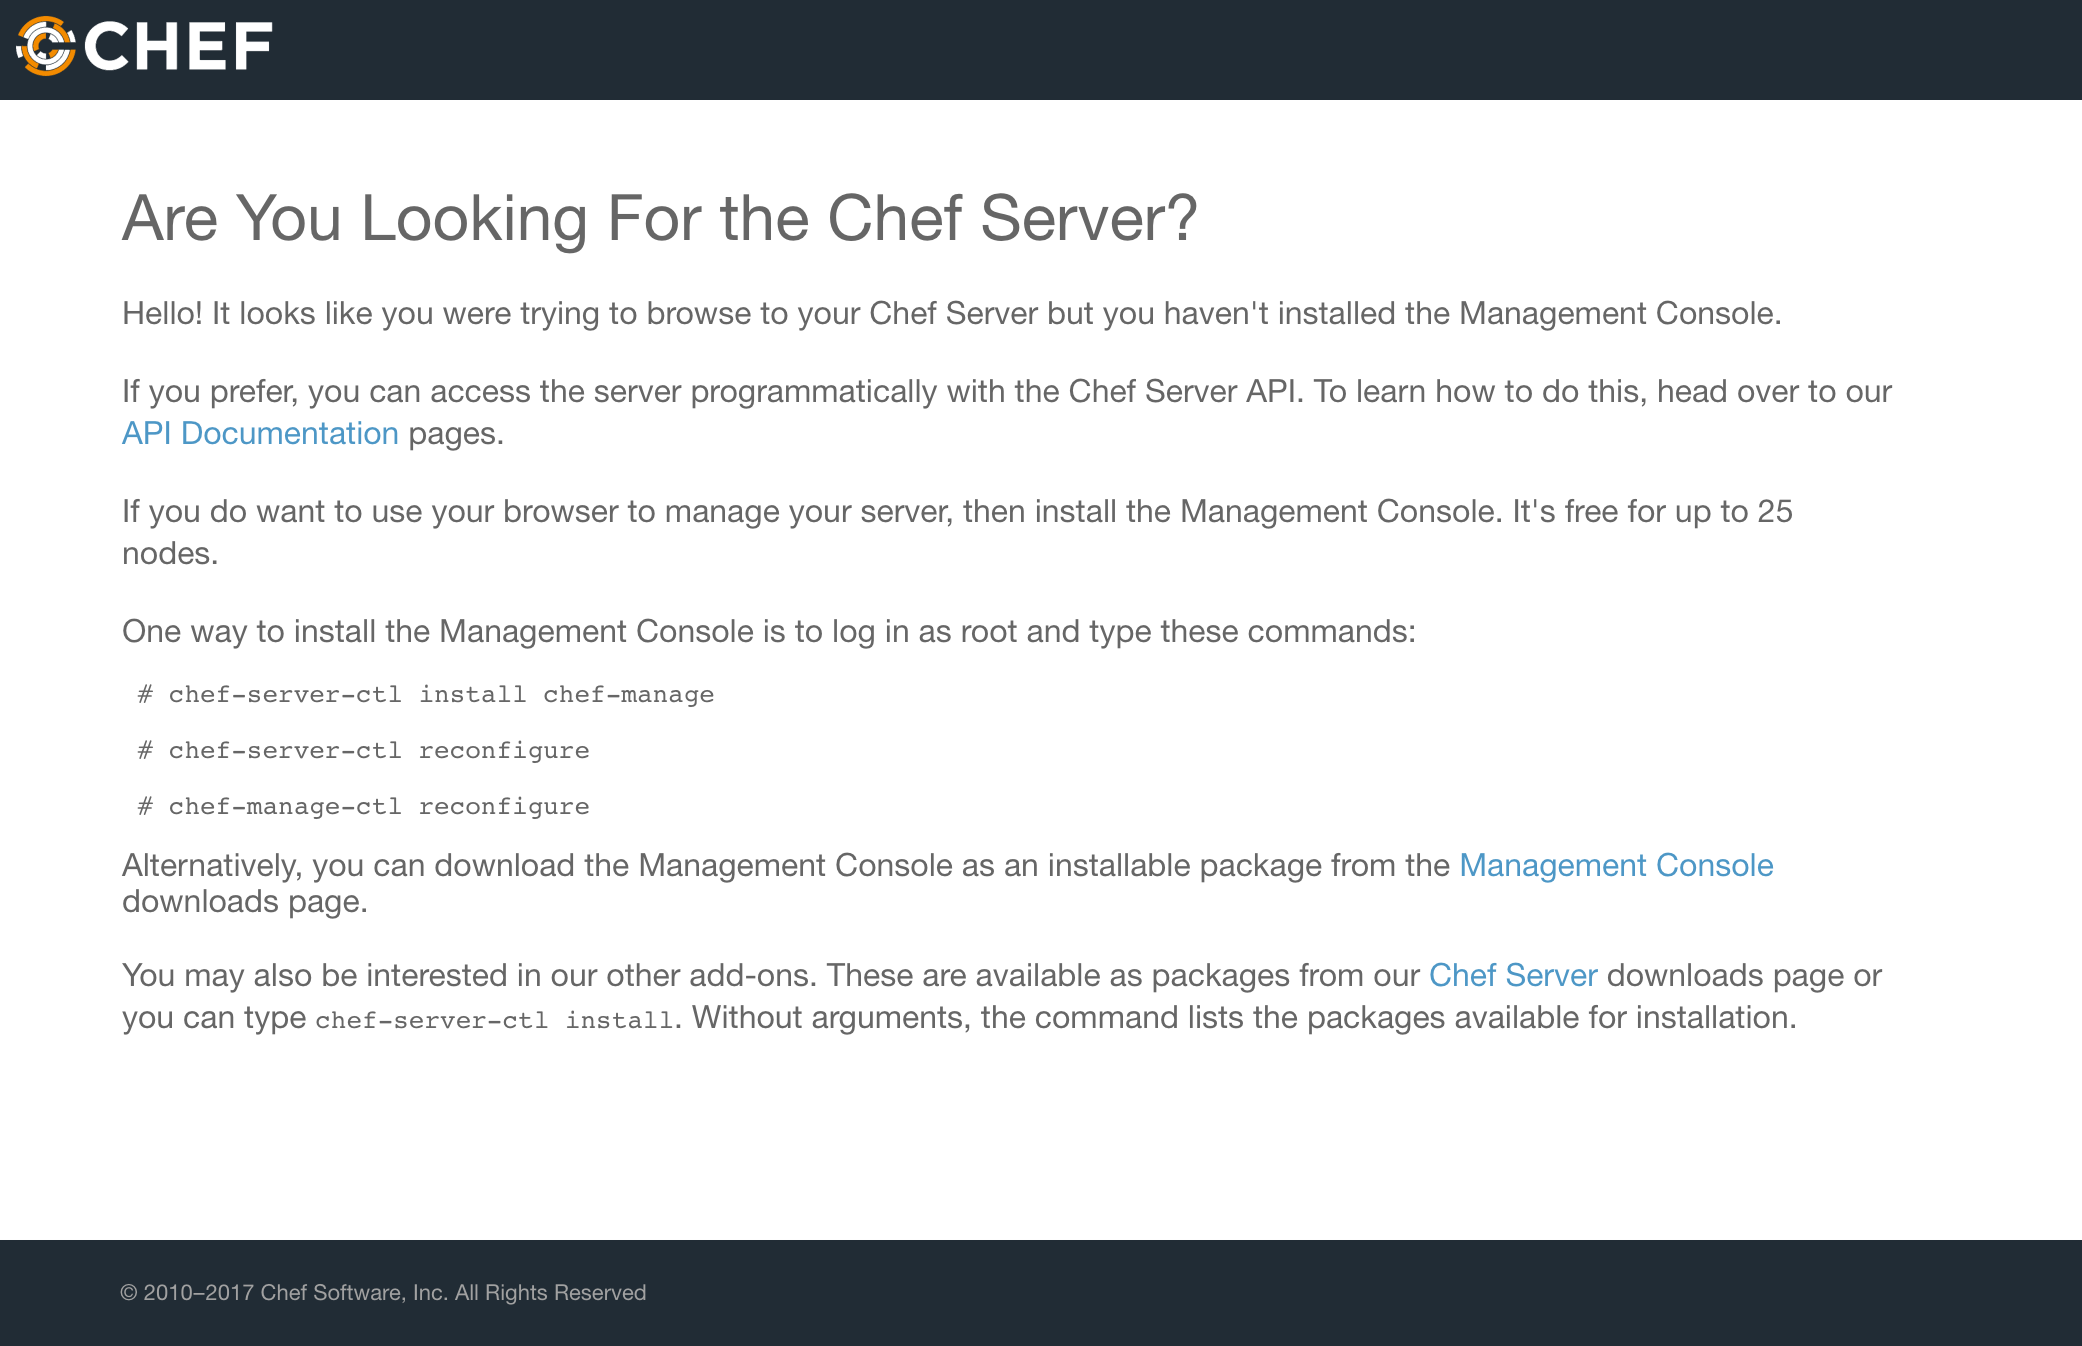 CHEF
Are You Looking For the Chef Server?
Hello! It looks like you were trying to browse to your Chef Server but you haven't installed the Management Console.
If you prefer, you can access the server programmatically with the Chef Server API. To learn how to do this, head over to our
API Documentation pages.
If you do want to use your browser to manage your server, then install the Management Console. It's free for up to 25
nodes.
One way to install the Management Console is to log in as root and type these commands:
# chef-server-ctl install chef-manage
# chef-server-ctl reconfigure
# chef-manage-ctl reconfigure
Alternatively, you can download the Management Console as an installable package from the Management Console
downloads page.
You may also be interested in our other add-ons. These are available as packages from our Chef Server downloads page or
you can type chef-server-ctl install. Without arguments, the command lists the packages available for installation.
© 2010–2017 Chef Software, Inc. All Rights Reserved